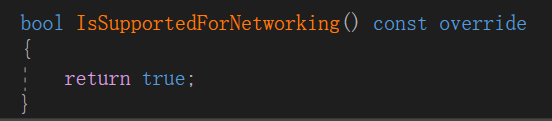 bool IsSupportedForNetworking() const override
{
return true;
}